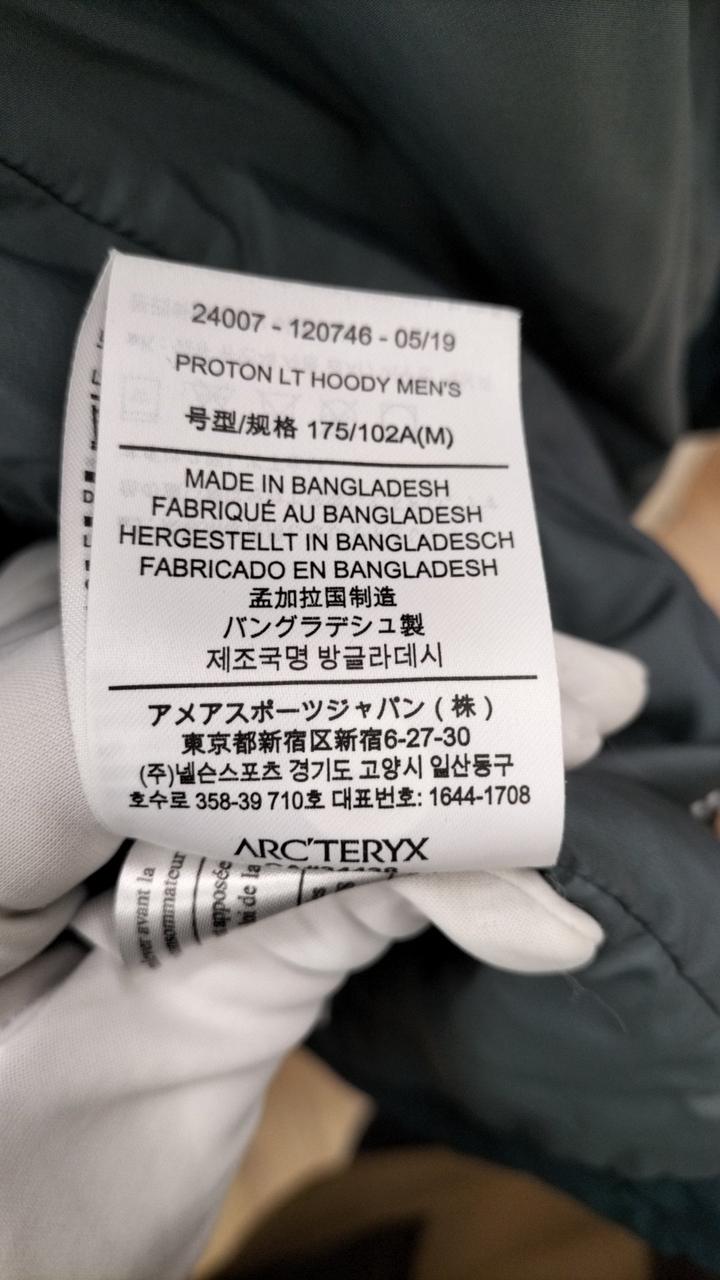 24007 - 120746 - 05/19
PROTON LT HOODY MEN'S
号型/规格 175/102A(M)
MADE IN BANGLADESH
FABRIQUÉ AU BANGLADESH
HERGESTELLT IN BANGLADESCH
FABRICADO EN BANGLADESH
孟加拉国制造
バングラデシュ製
제조국명 방글라데시
アメアスポーツジャパン ( 株 )
東京都新宿区新宿6-27-30
(주)넬슨스포츠 경기도 고양시 일산동구
호수로 358-39 710호 대표번호: 1644-1708
ARC'TERYX
avant la
apposée
de la